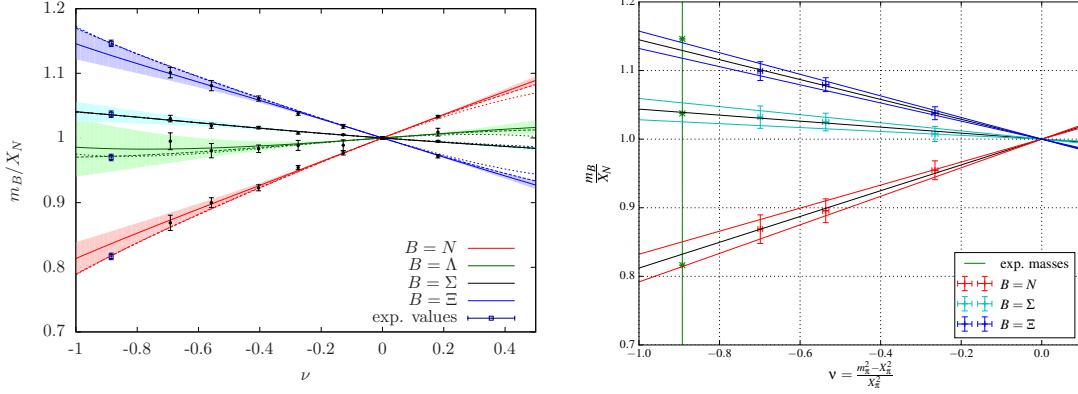 1.2
1.1
1
0.9
0.8
0.7
m_B/X_N
-1
-0.8
-0.6
-0.4
-0.2
0
0.2
0.4
ν
B = N
B = Λ
B = Σ
B = Ξ
exp. values
1.2
1.1
1.0
0.9
0.8
0.7
m_B/X_N
−1.0
−0.8
−0.6
−0.4
−0.2
0.0
ν = (m_π^2−X_π^2)/X_π^2
exp. masses
B = N
B = Σ
B = Ξ